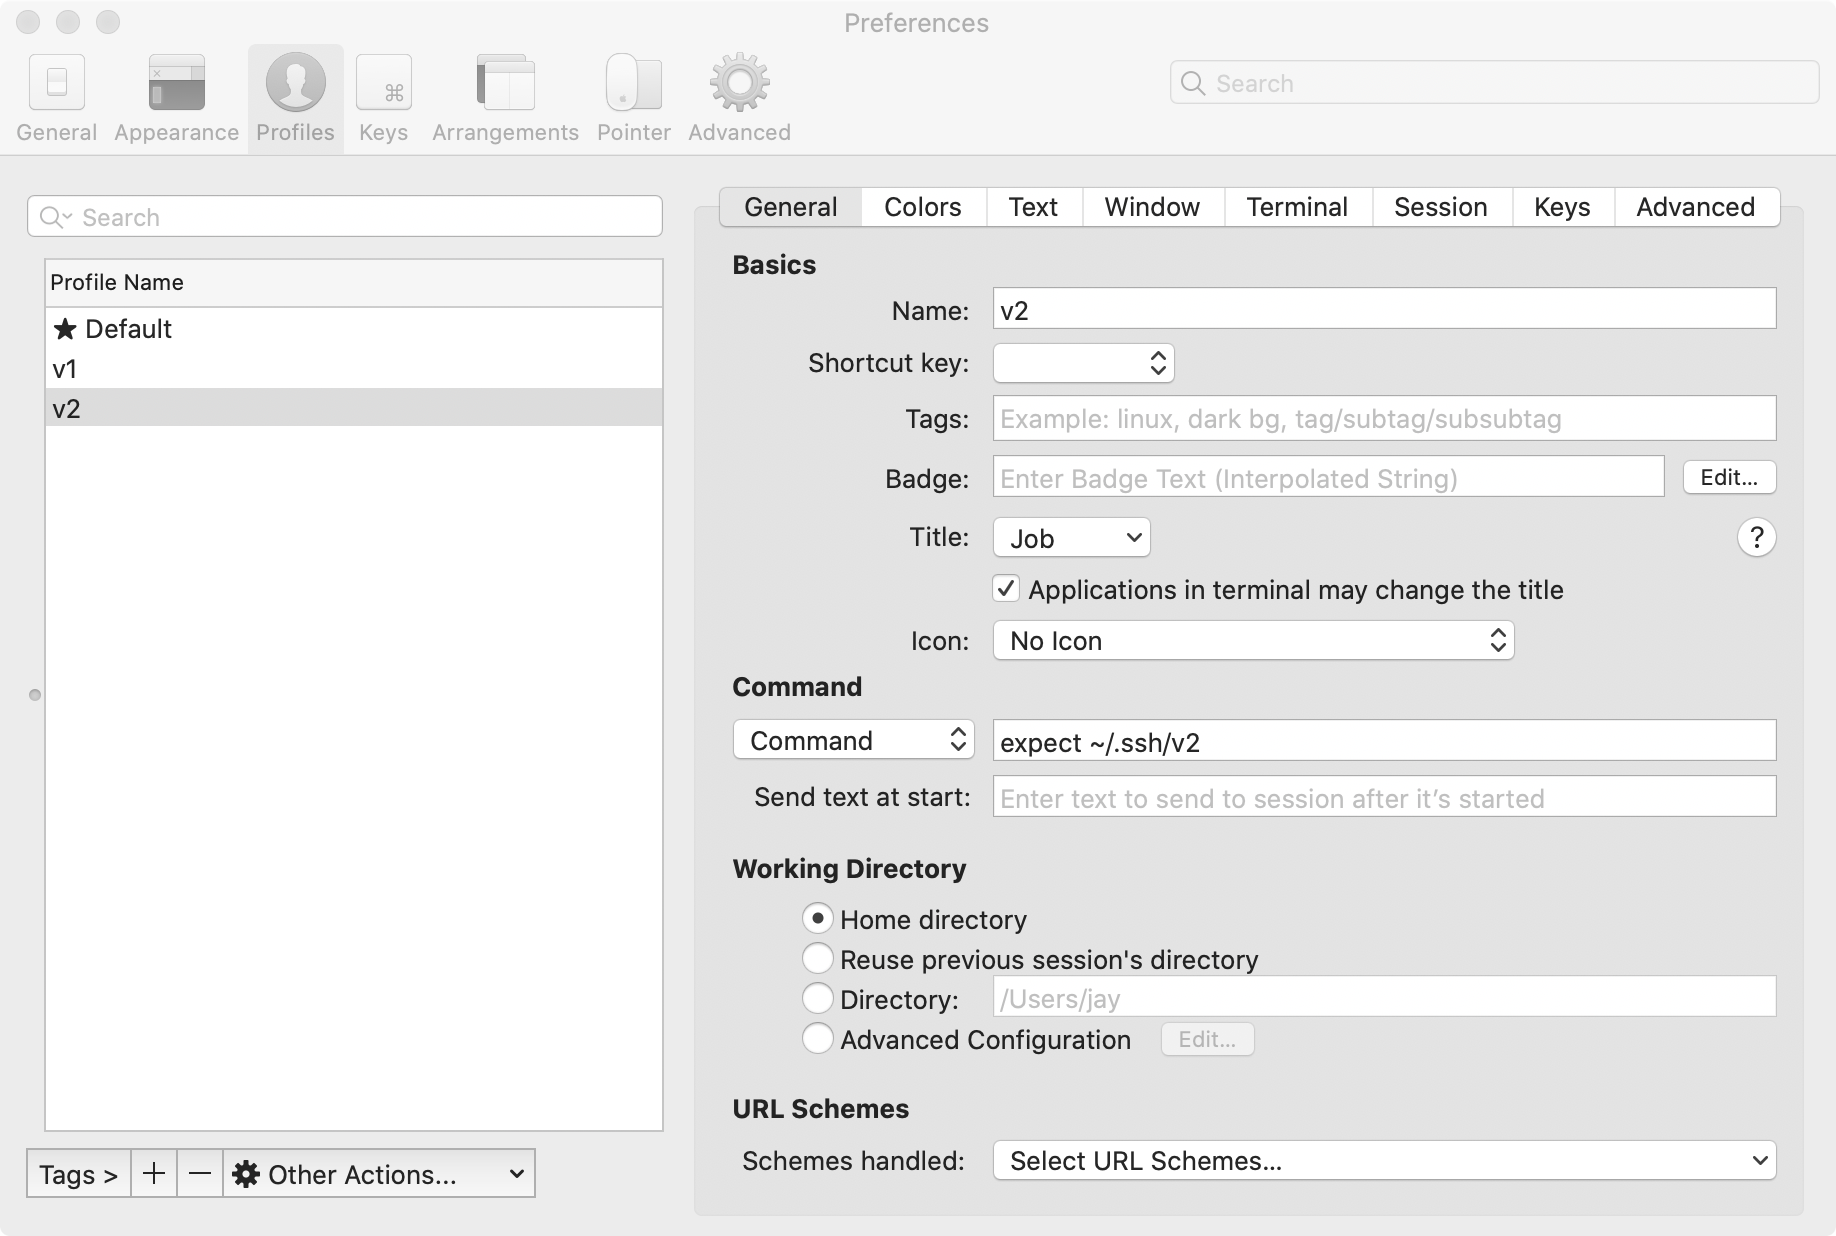 Preferences
General Appearance Profiles Keys Arrangements Pointer Advanced
Search
Search
Profile Name
★ Default
v1
v2
Tags > + — Other Actions...
General Colors Text Window Terminal Session Keys Advanced
Basics
Name: v2
Shortcut key:
Tags: Example: linux, dark bg, tag/subtag/subsubtag
Badge: Enter Badge Text (Interpolated String) Edit...
Title: Job ?
Applications in terminal may change the title
Icon: No Icon
Command
Command expect ~/.ssh/v2
Send text at start: Enter text to send to session after it’s started
Working Directory
Home directory
Reuse previous session's directory
Directory: /Users/jay
Advanced Configuration Edit...
URL Schemes
Schemes handled: Select URL Schemes...